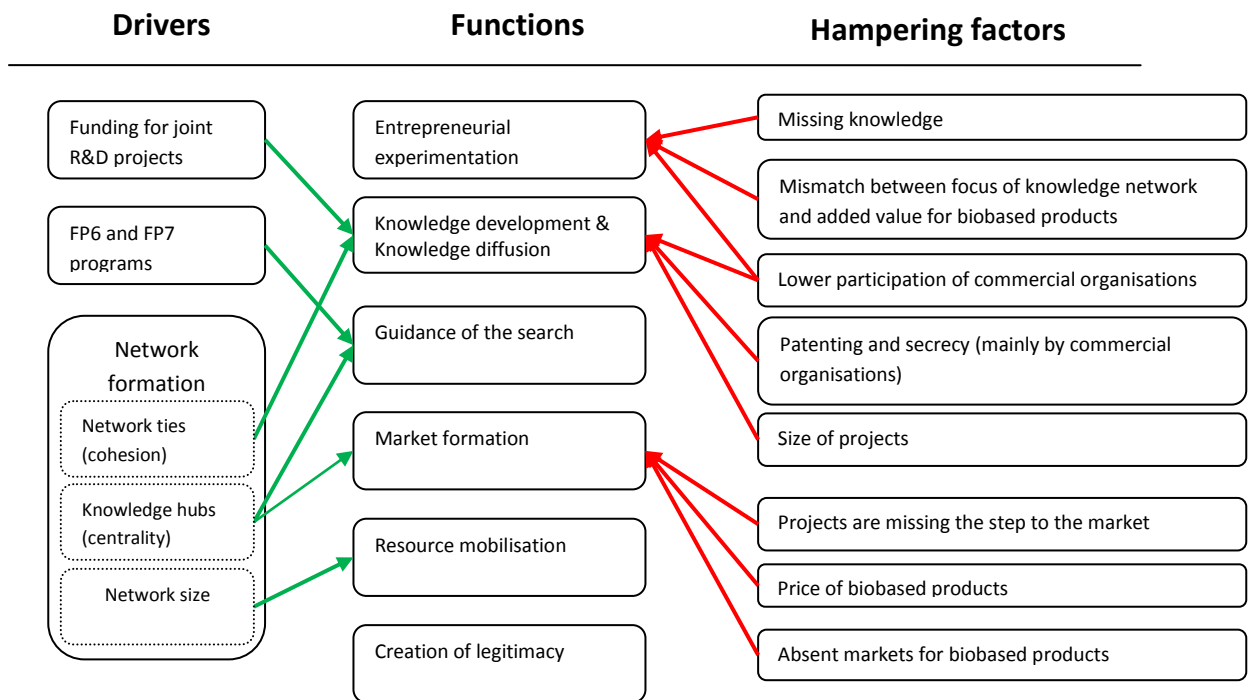 Drivers
Functions
Hampering factors
Funding for joint
R&D projects
FP6 and FP7
programs
Network
formation
Network ties
(cohesion)
Knowledge hubs
(centrality)
Network size
Entrepreneurial
experimentation
Knowledge development &
Knowledge diffusion
Guidance of the search
Market formation
Resource mobilisation
Creation of legitimacy
Missing knowledge
Mismatch between focus of knowledge network
and added value for biobased products
Lower participation of commercial organisations
Patenting and secrecy (mainly by commercial
organisations)
Size of projects
Projects are missing the step to the market
Price of biobased products
Absent markets for biobased products